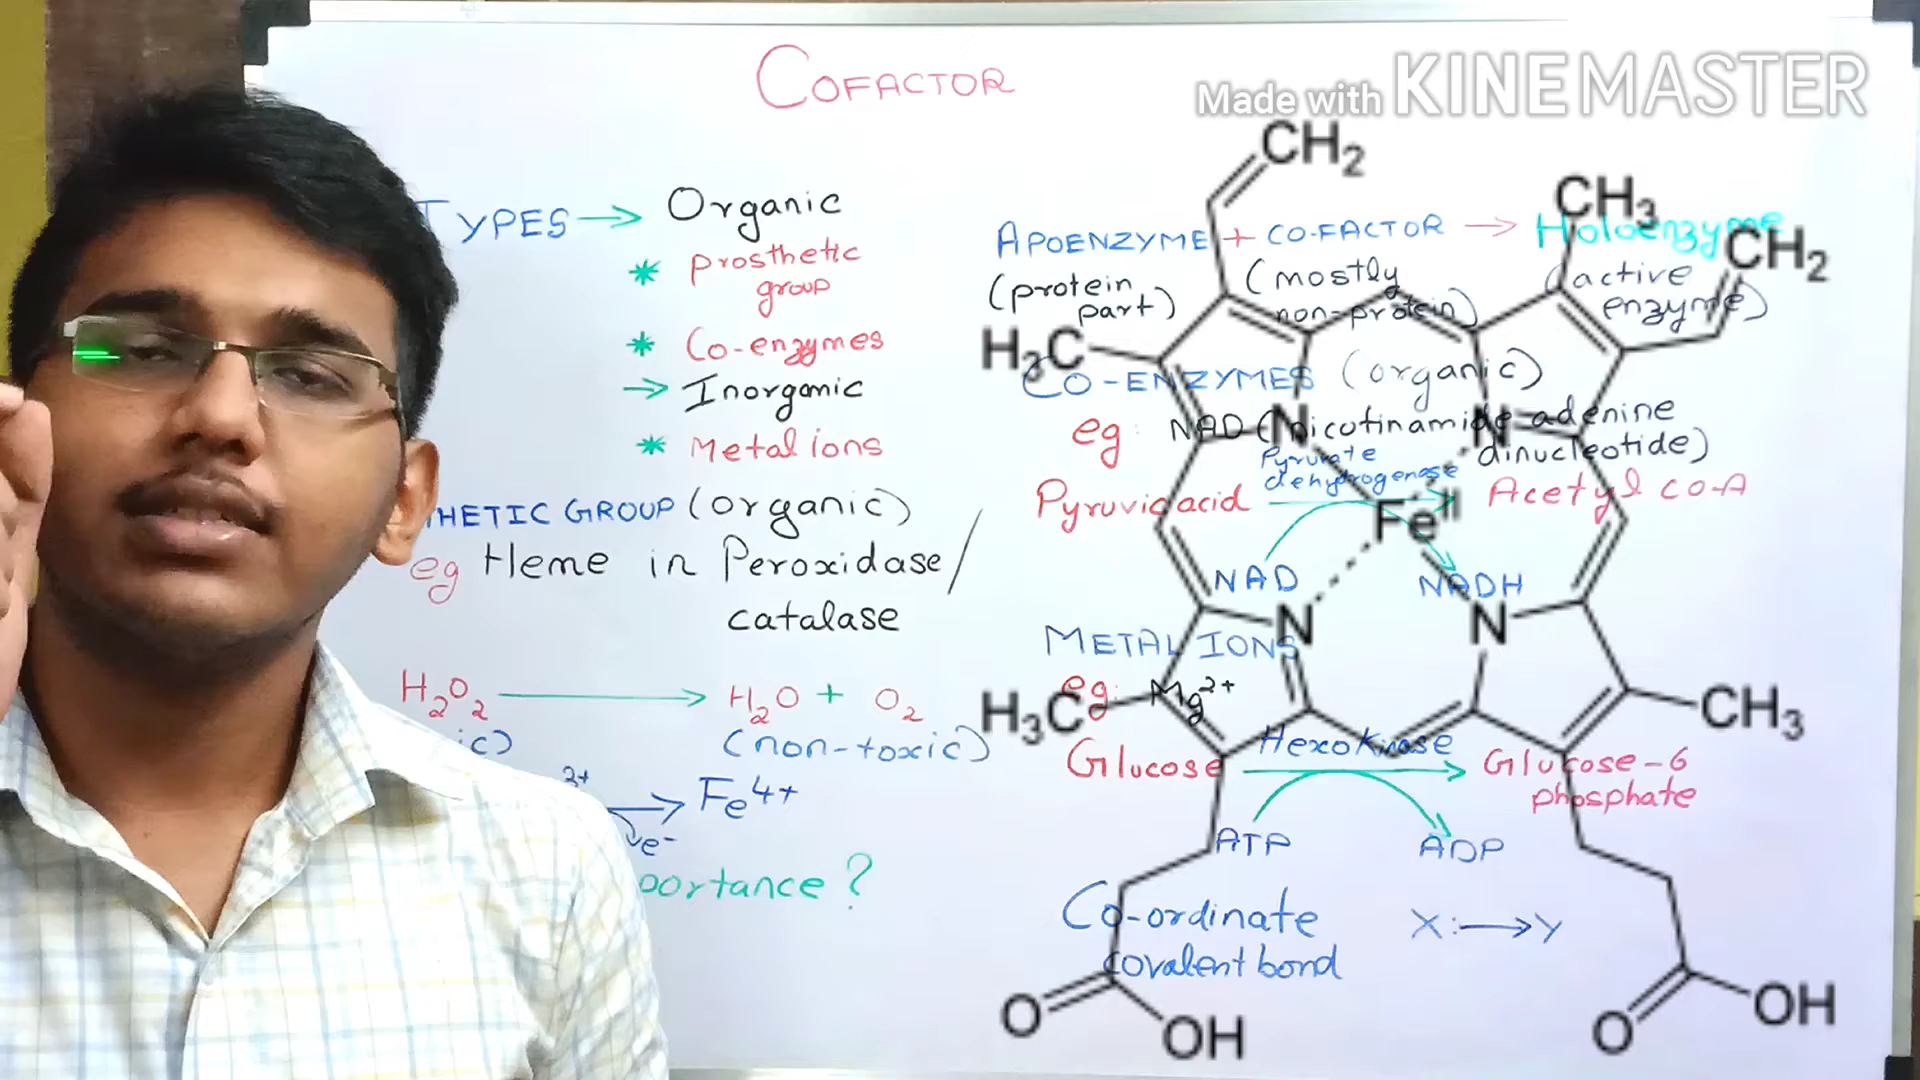 COFACTOR
Made with KINEMASTER
TYPES → Organic
* prosthetic
group
* Co-enzymes
→ Inorganic
* Metal ions
THETIC GROUP (organic)
eg Heme in Peroxidase/
catalase
H2O2 → H2O + O2
ic) (non-toxic)
2+ → Fe4+
e-
portance?
APOENZYME + CO-FACTOR → Holoenzyme
(protein part) (mostly non-protein) (active enzyme)
CO-ENZYMES (organic)
eg: NAD (nicotinamide adenine
dinucleotide)
Pyruvic acid Pyruvate dehydrogenase → Acetyl CO-A
NAD NADH
METAL IONS
eg: Mg2+
Glucose Hexokinase → Glucose-6
phosphate
ATP ADP
Co-ordinate X: → Y
covalent bond
CH2
CH3
CH2
H3C
N N
FeII
N N
H3C CH3
O OH
O OH